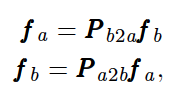 f_a = P_{b2a} f_b
f_b = P_{a2b} f_a,